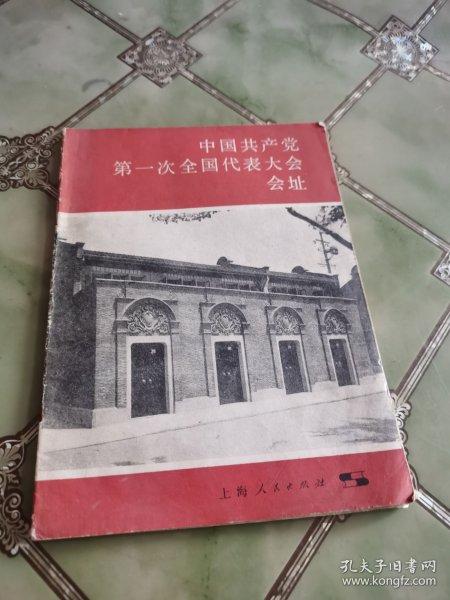 中国共产党
第一次全国代表大会
会址
上海人民出版社
孔夫子旧书网
www.kongfz.com